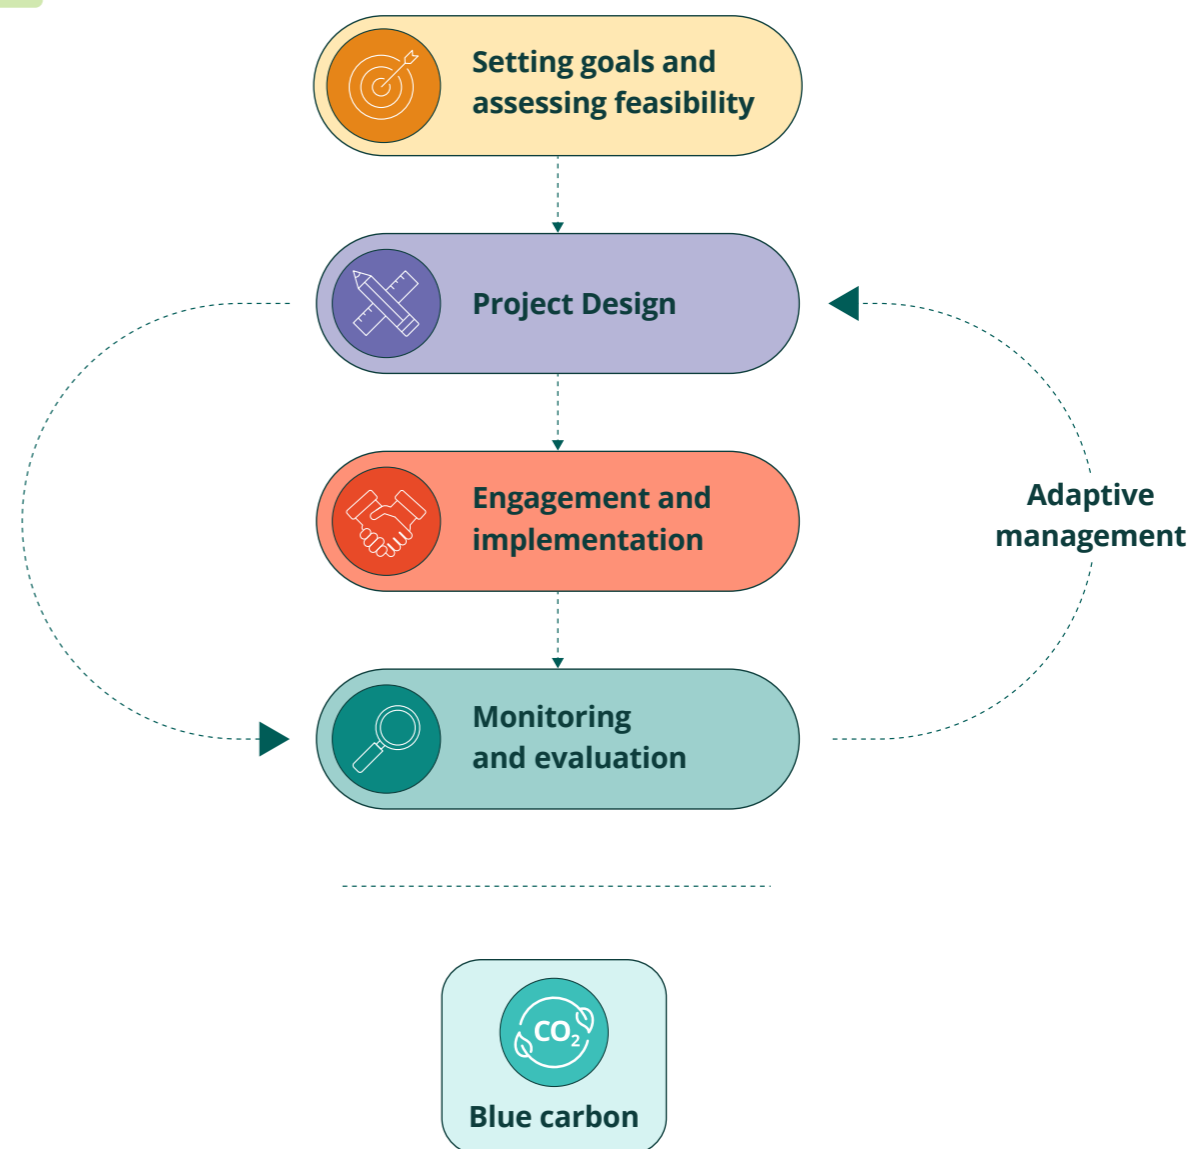 Setting goals and
assessing feasibility
Project Design
Engagement and
implementation
Adaptive
management
Monitoring
and evaluation
CO₂
Blue carbon